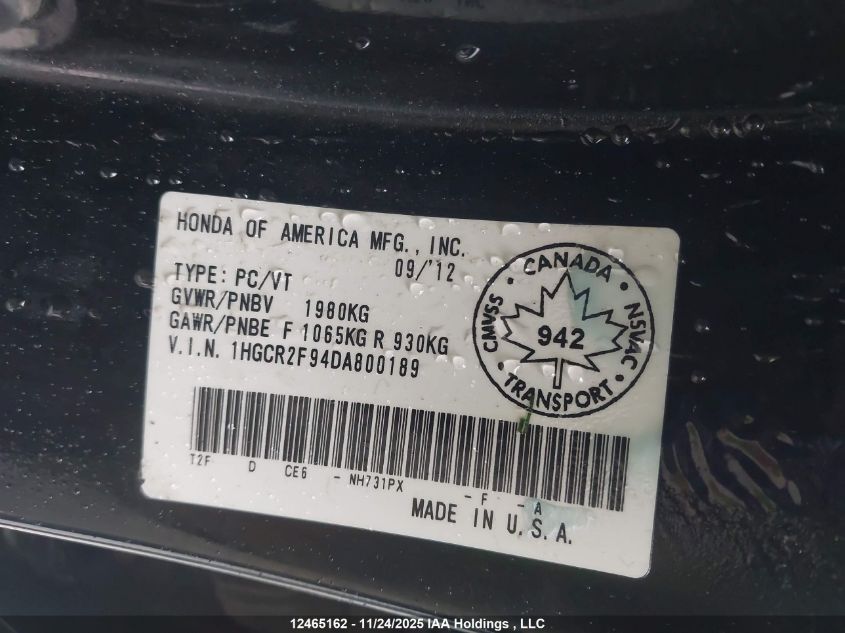 HONDA OF AMERICA MFG., INC.
09/'12
TYPE: PC/VT
GVWR/PNBV 1980KG
GAWR/PNBE F 1065KG R 930KG
V.I.N. 1HGCR2F94DA800189
· CANADA ·
CMVSS
NSVAC
942
· TRANSPORT ·
T2F D CE6 - NH731PX - F - A
MADE IN U.S.A.
12465162 - 11/24/2025 IAA Holdings , LLC